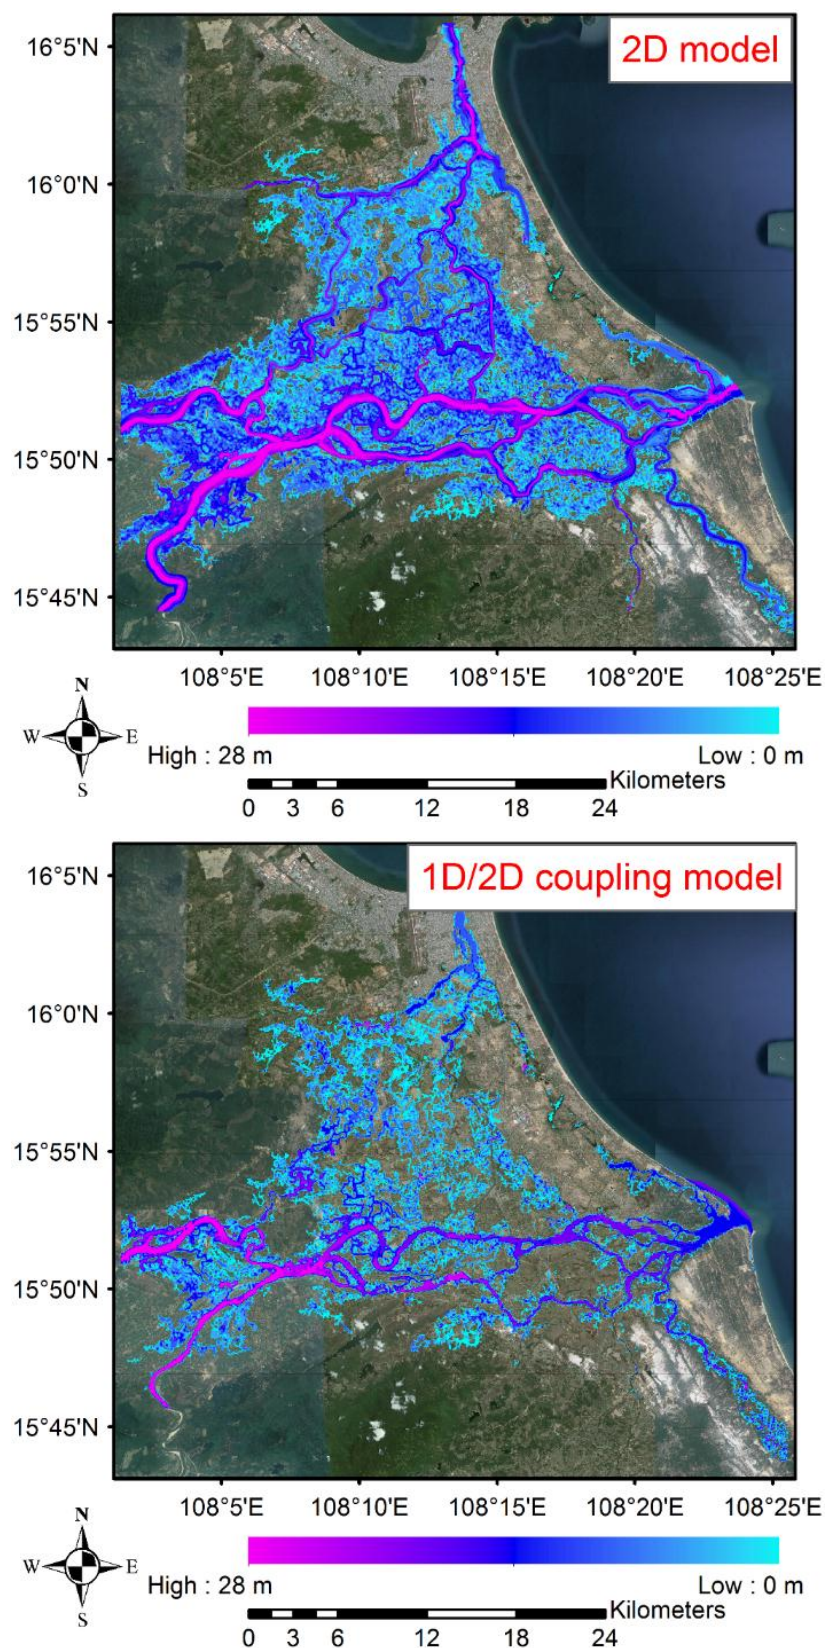 2D model
16°5'N
16°0'N
15°55'N
15°50'N
15°45'N
108°5'E 108°10'E 108°15'E 108°20'E 108°25'E
N
W E
S
High : 28 m Low : 0 m
Kilometers
0 3 6 12 18 24
1D/2D coupling model
16°5'N
16°0'N
15°55'N
15°50'N
15°45'N
108°5'E 108°10'E 108°15'E 108°20'E 108°25'E
N
W E
S
High : 28 m Low : 0 m
Kilometers
0 3 6 12 18 24